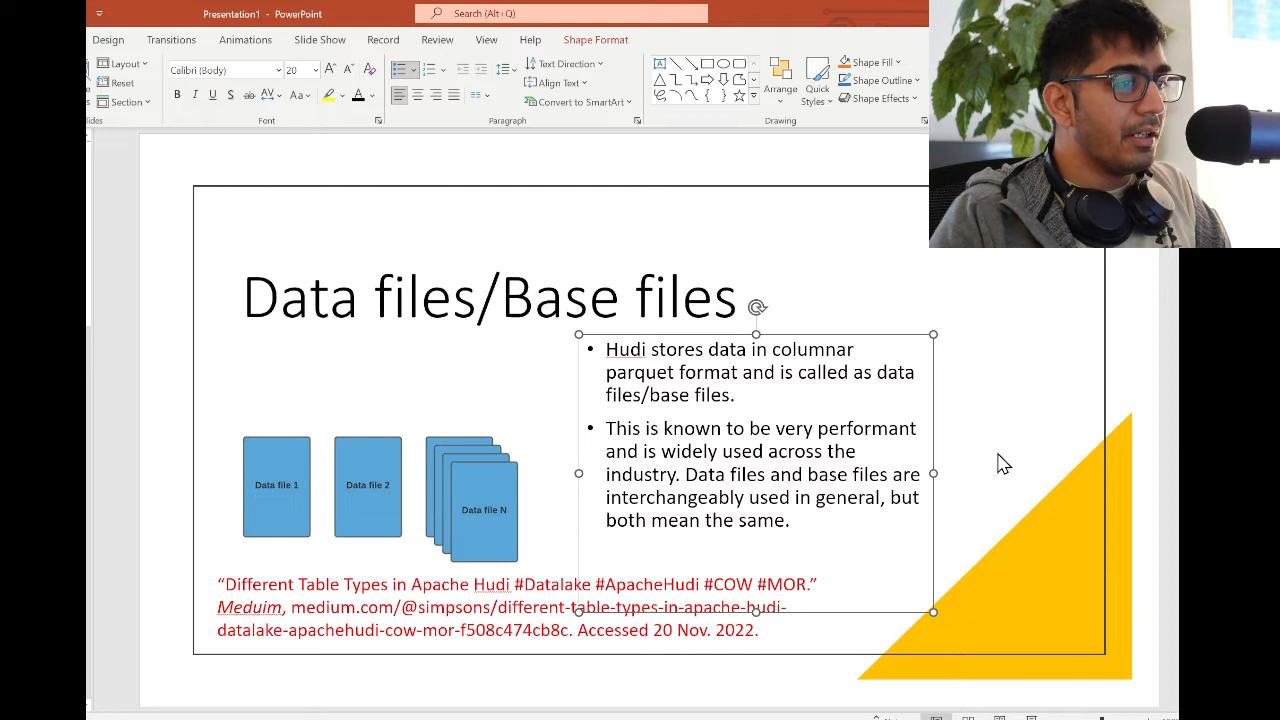 Presentation1 - PowerPoint
Search (Alt+Q)
Design Transitions Animations Slide Show Record Review View Help Shape Format
Layout
Reset
Section
Calibri (Body) 20
Text Direction
Align Text
Convert to SmartArt
Arrange
Quick Styles
Shape Fill
Shape Outline
Shape Effects
Font
Paragraph
Drawing
Data files/Base files
• Hudi stores data in columnar
parquet format and is called as data
files/base files.
• This is known to be very performant
and is widely used across the
industry. Data files and base files are
interchangeably used in general, but
both mean the same.
Data file 1
Data file 2
Data file N
“Different Table Types in Apache Hudi #Datalake #ApacheHudi #COW #MOR.”
Meduim, medium.com/@simpsons/different-table-types-in-apache-hudi-
datalake-apachehudi-cow-mor-f508c474cb8c. Accessed 20 Nov. 2022.